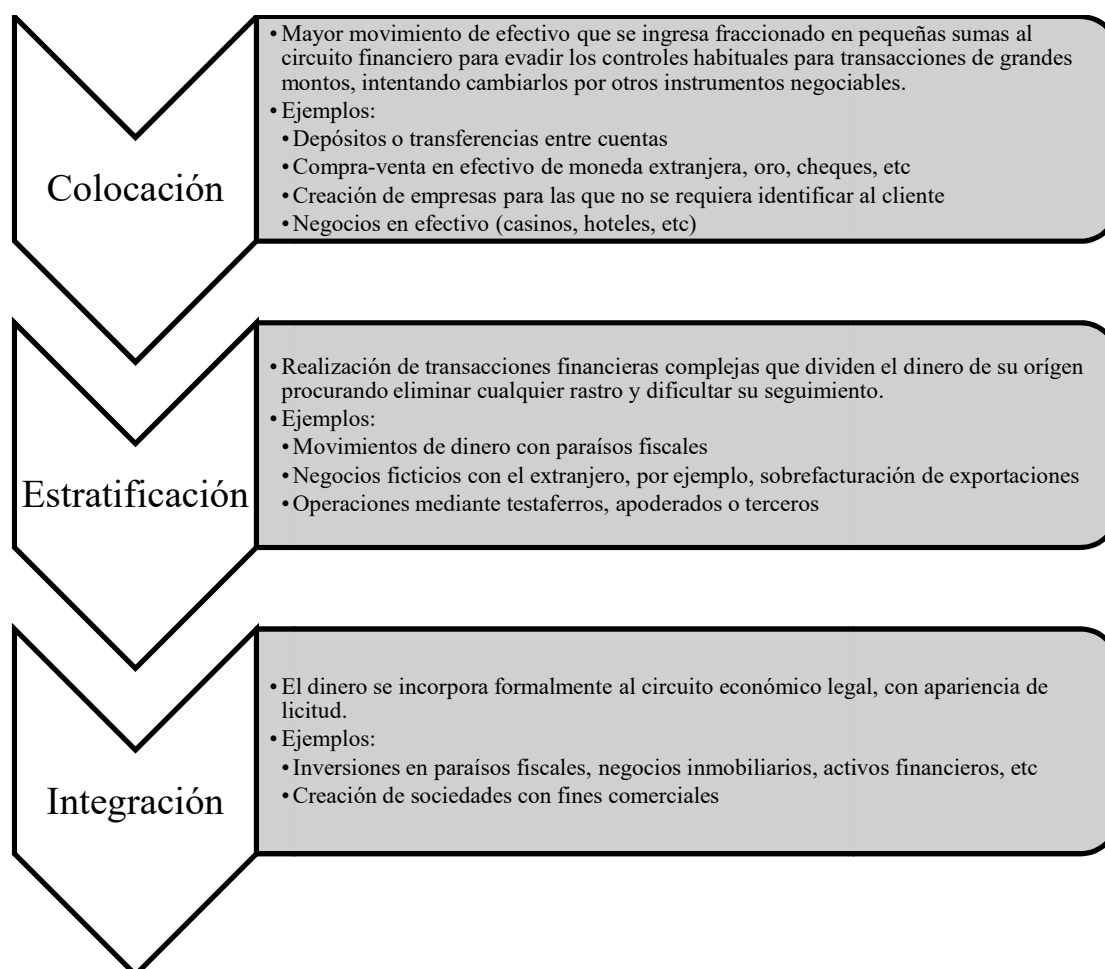 Colocación
• Mayor movimiento de efectivo que se ingresa fraccionado en pequeñas sumas al
circuito financiero para evadir los controles habituales para transacciones de grandes
montos, intentando cambiarlos por otros instrumentos negociables.
• Ejemplos:
• Depósitos o transferencias entre cuentas
• Compra-venta en efectivo de moneda extranjera, oro, cheques, etc
• Creación de empresas para las que no se requiera identificar al cliente
• Negocios en efectivo (casinos, hoteles, etc)
Estratificación
• Realización de transacciones financieras complejas que dividen el dinero de su orígen
procurando eliminar cualquier rastro y dificultar su seguimiento.
• Ejemplos:
• Movimientos de dinero con paraísos fiscales
• Negocios ficticios con el extranjero, por ejemplo, sobrefacturación de exportaciones
• Operaciones mediante testaferros, apoderados o terceros
Integración
• El dinero se incorpora formalmente al circuito económico legal, con apariencia de
licitud.
• Ejemplos:
• Inversiones en paraísos fiscales, negocios inmobiliarios, activos financieros, etc
• Creación de sociedades con fines comerciales